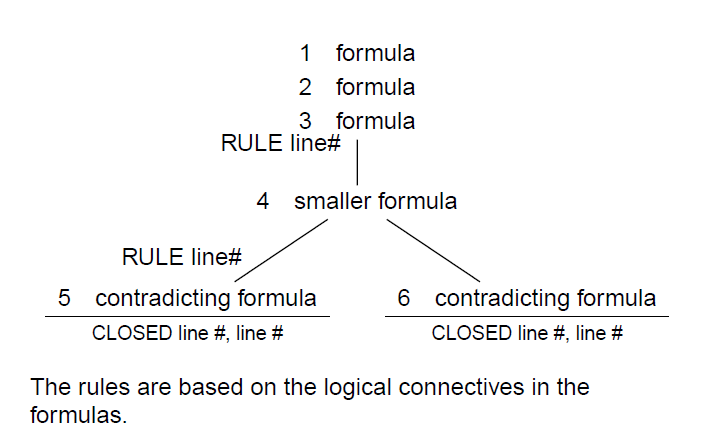 1 formula
2 formula
3 formula
RULE line#
4 smaller formula
RULE line#
5 contradicting formula
6 contradicting formula
CLOSED line #, line #
CLOSED line #, line #
The rules are based on the logical connectives in the
formulas.